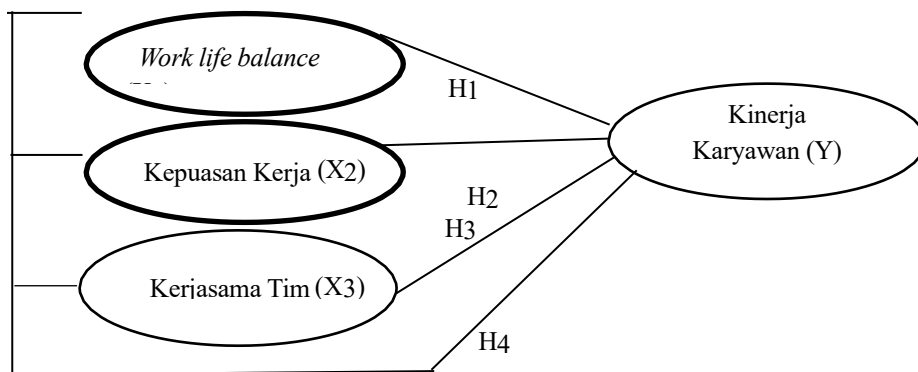 Work life balance
H1
Kinerja
Karyawan (Y)
Kepuasan Kerja (X2)
H2
H3
Kerjasama Tim (X3)
H4